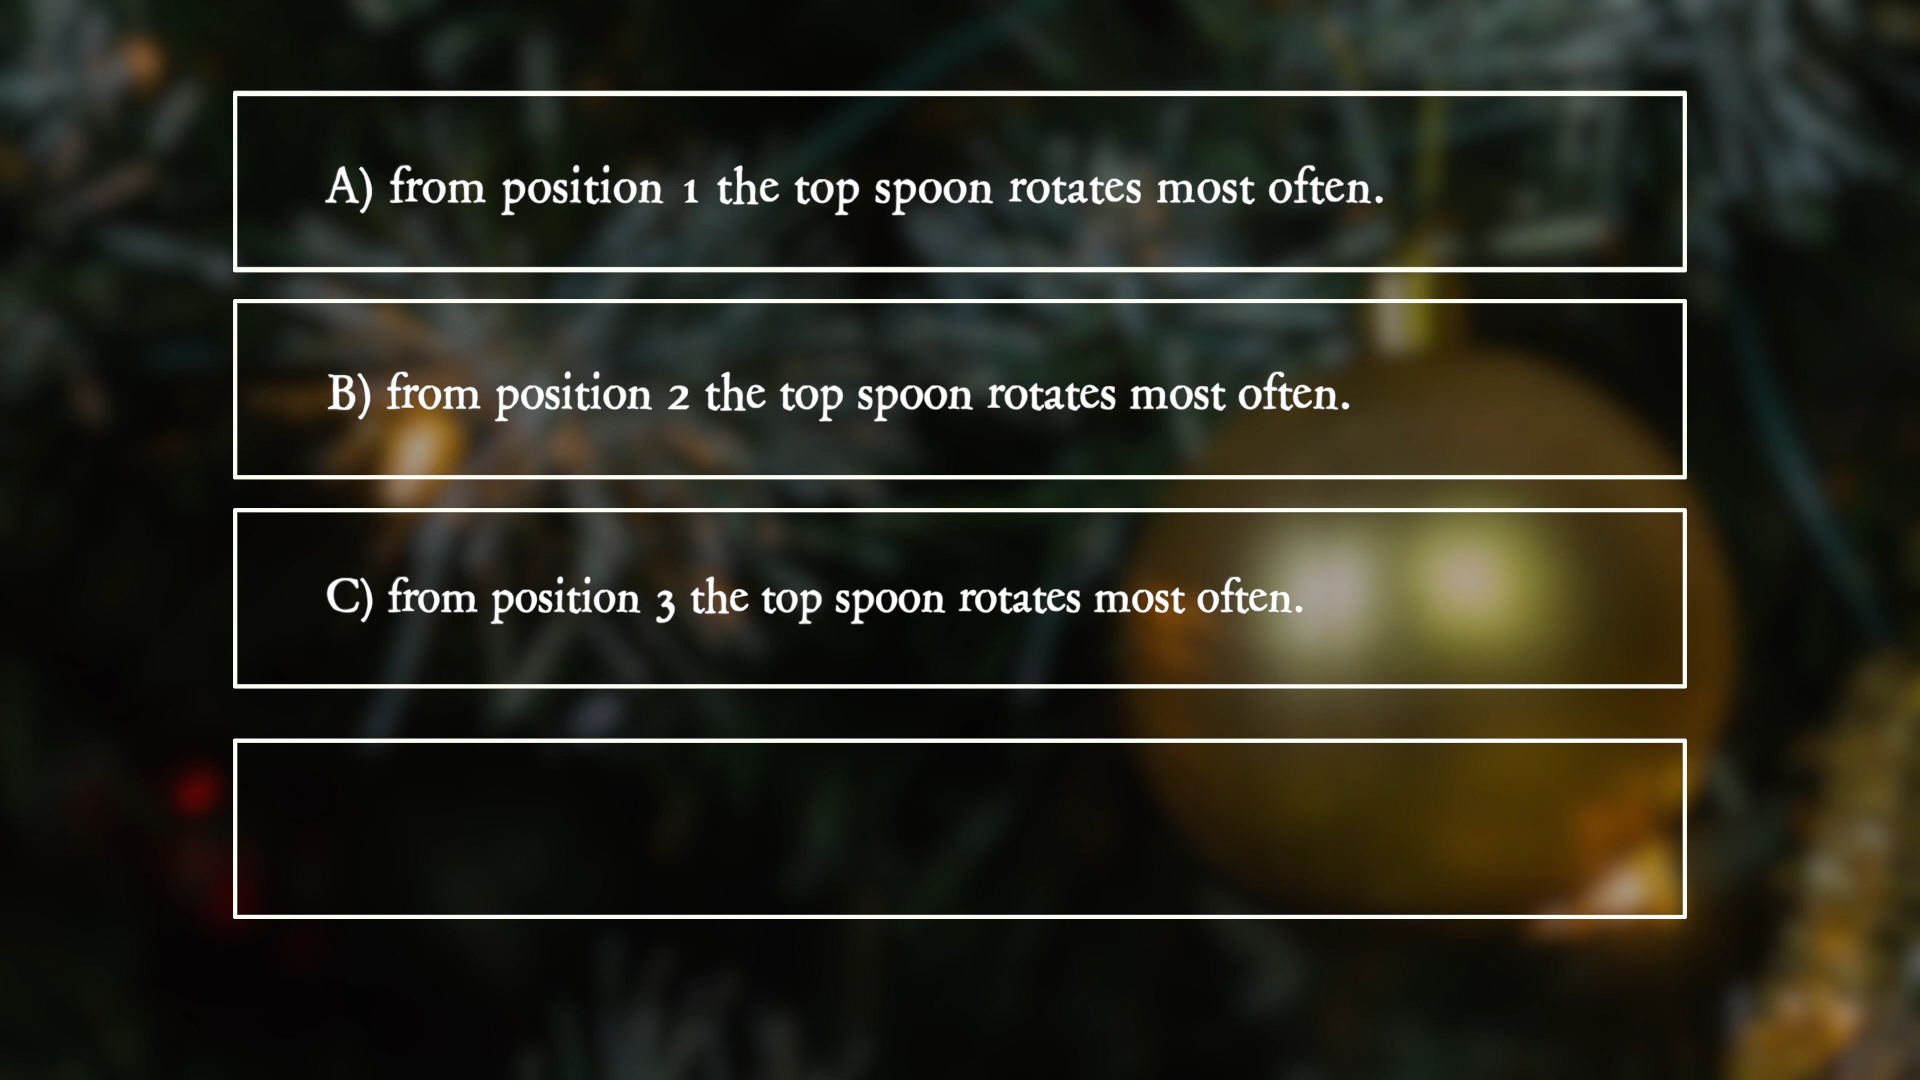 A) from position 1 the top spoon rotates most often.
B) from position 2 the top spoon rotates most often.
C) from position 3 the top spoon rotates most often.